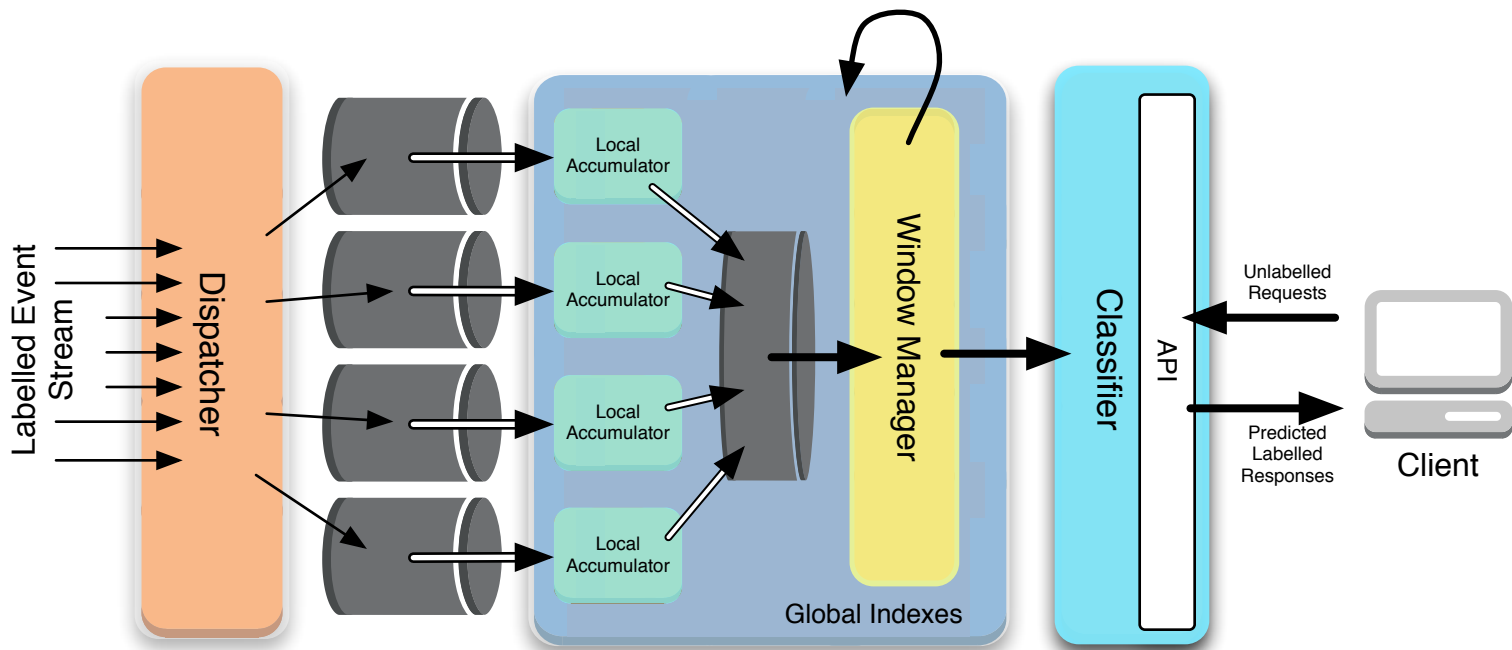 Labelled Event
Stream
Dispatcher
Local
Accumulator
Local
Accumulator
Local
Accumulator
Local
Accumulator
Window Manager
Global Indexes
Classifier
API
Unlabelled
Requests
Predicted
Labelled
Responses
Client